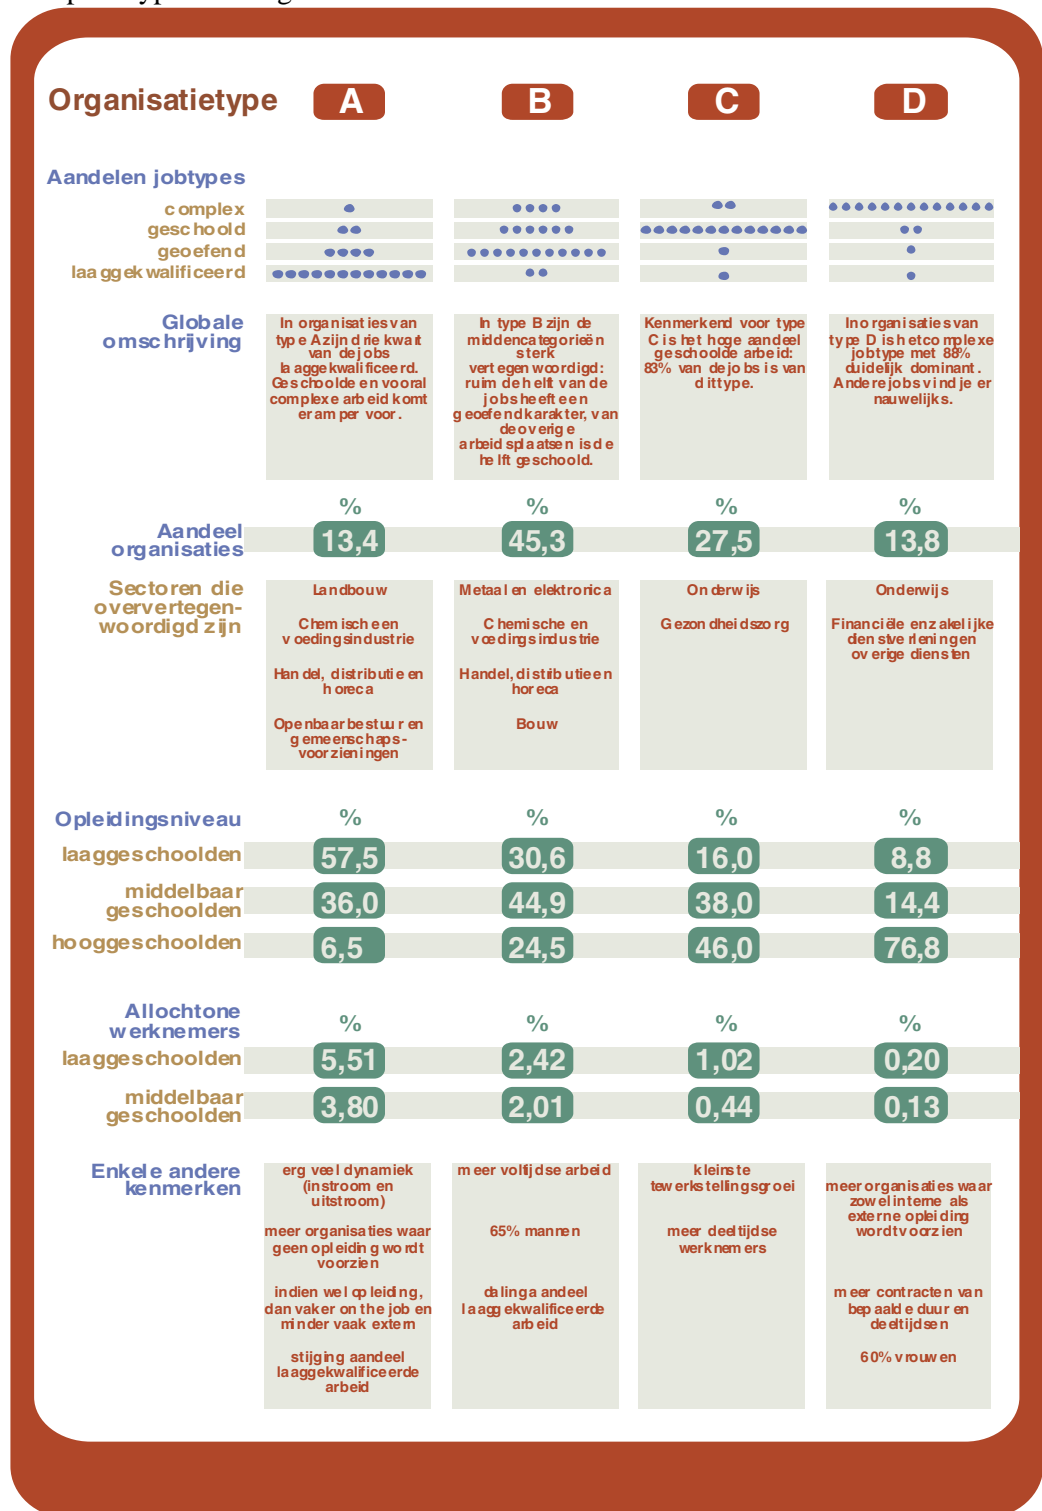 Organisatietype A B C D
Aandelen jobtypes
complex
geschoold
geoefend
laaggekwalificeerd
Globale
omschrijving
In organisaties van
type A zijn drie kwart
van de jobs
laaggekwalificeerd.
Geschoolde en vooral
complexe arbeid komt
er amper voor.
In type B zijn de
middencategorieën
sterk
vertegenwoordigd:
ruim de helft van de
jobs heeft een
geoefend karakter, van
de overige
arbeidsplaatsen is de
helft geschoold.
Kenmerkend voor type
C is het hoge aandeel
geschoolde arbeid:
83% van de jobs is van
dit type.
In organisaties van
type D is het complexe
jobtype met 88%
duidelijk dominant.
Andere jobs vind je er
nauwelijks.
% % % %
Aandeel
organisaties
13,4 45,3 27,5 13,8
Sectoren die
oververtegen-
woordigd zijn
Landbouw
Chemisch een
voedingsindustrie
Handel, distributie en
horeca
Openbaar bestuur en
gemeenschaps-
voorzieningen
Metaal en elektronica
Chemische en
voedingsindustrie
Handel, distributie en
horeca
Bouw
Onderwijs
Gezondheidszorg
Onderwijs
Financiële en zakelijke
dienstverleningen
overige diensten
Opleidingsniveau % % % %
laaggeschoolden 57,5 30,6 16,0 8,8
middelbaar
geschoolden
36,0 44,9 38,0 14,4
hooggeschoolden 6,5 24,5 46,0 76,8
Allochtone
werknemers
% % % %
laaggeschoolden 5,51 2,42 1,02 0,20
middelbaar
geschoolden
3,80 2,01 0,44 0,13
Enkele andere
kenmerken
erg veel dynamiek
(instroom en
uitstroom)
meer organisaties waar
geen opleiding wordt
voorzien
indien wel opleiding,
dan vaker on the job en
minder vaak extern
stijging aandeel
laaggekwalificeerde
arbeid
meer voltijdse arbeid
65% mannen
daling aandeel
laaggekwalificeerde
arbeid
kleinste
tewerkstellingsgroei
meer deeltijdse
werknemers
meer organisaties waar
zowel interne als
externe opleiding
wordt voorzien
meer contracten van
bepaalde duur en
deeltijdsen
60% vrouwen